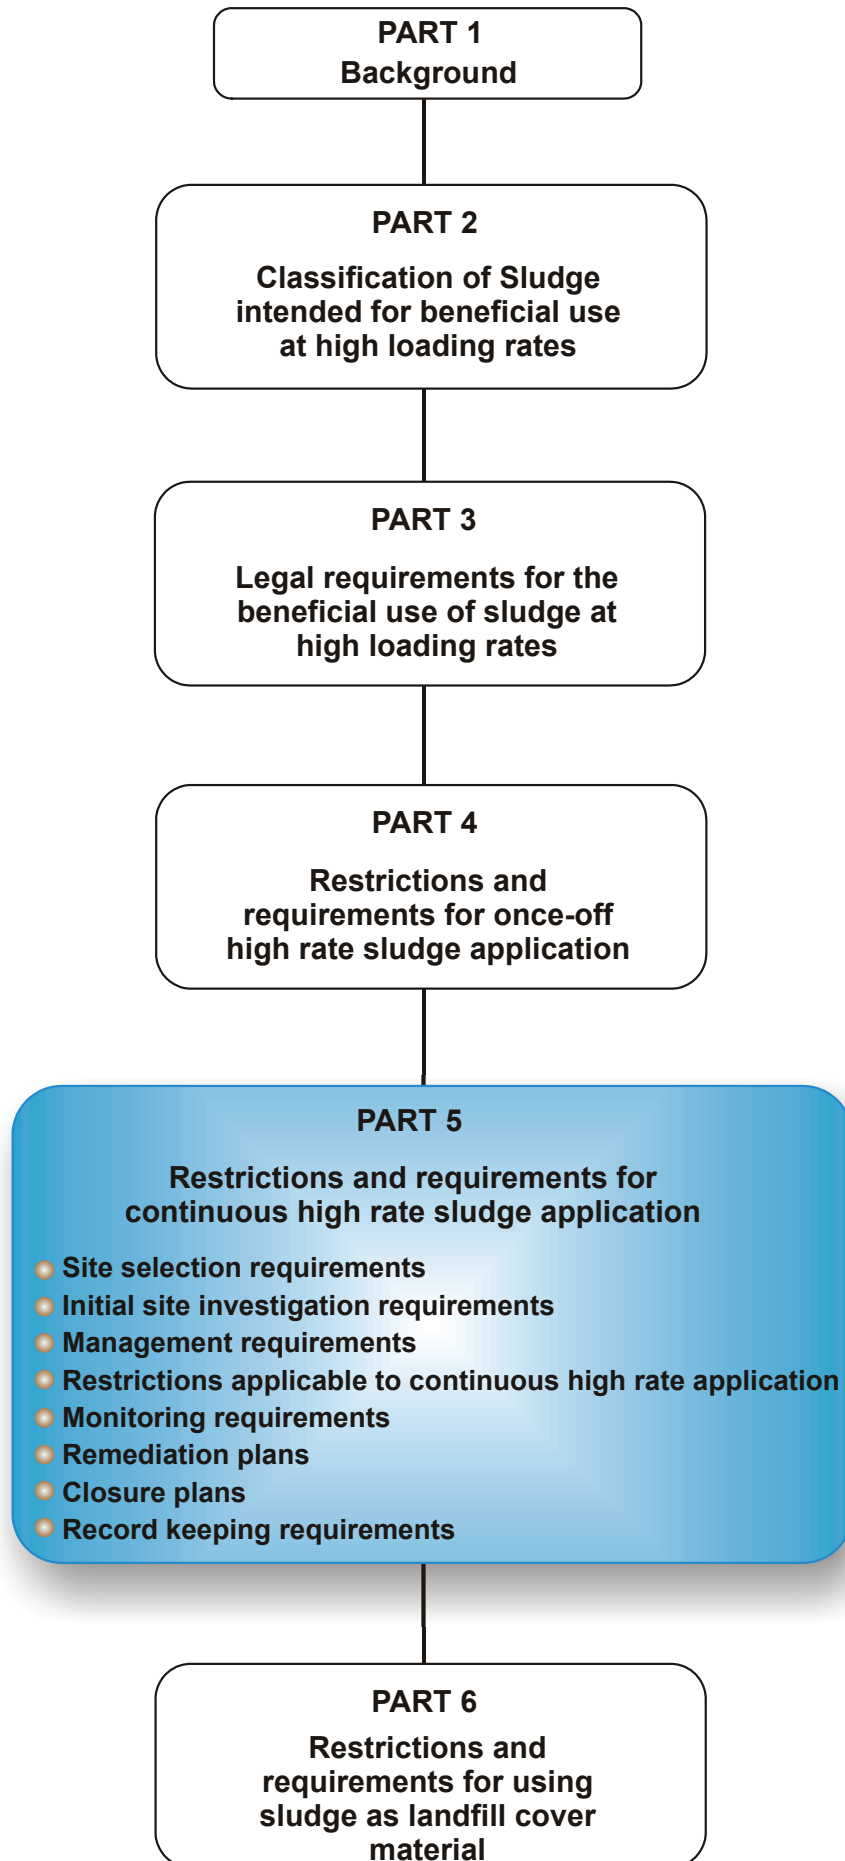 PART 1
Background
PART 2
Classification of Sludge
intended for beneficial use
at high loading rates
PART 3
Legal requirements for the
beneficial use of sludge at
high loading rates
PART 4
Restrictions and
requirements for once-off
high rate sludge application
PART 5
Restrictions and requirements for
continuous high rate sludge application
Site selection requirements
Initial site investigation requirements
Management requirements
Restrictions applicable to continuous high rate application
Monitoring requirements
Remediation plans
Closure plans
Record keeping requirements
PART 6
Restrictions and
requirements for using
sludge as landfill cover
material